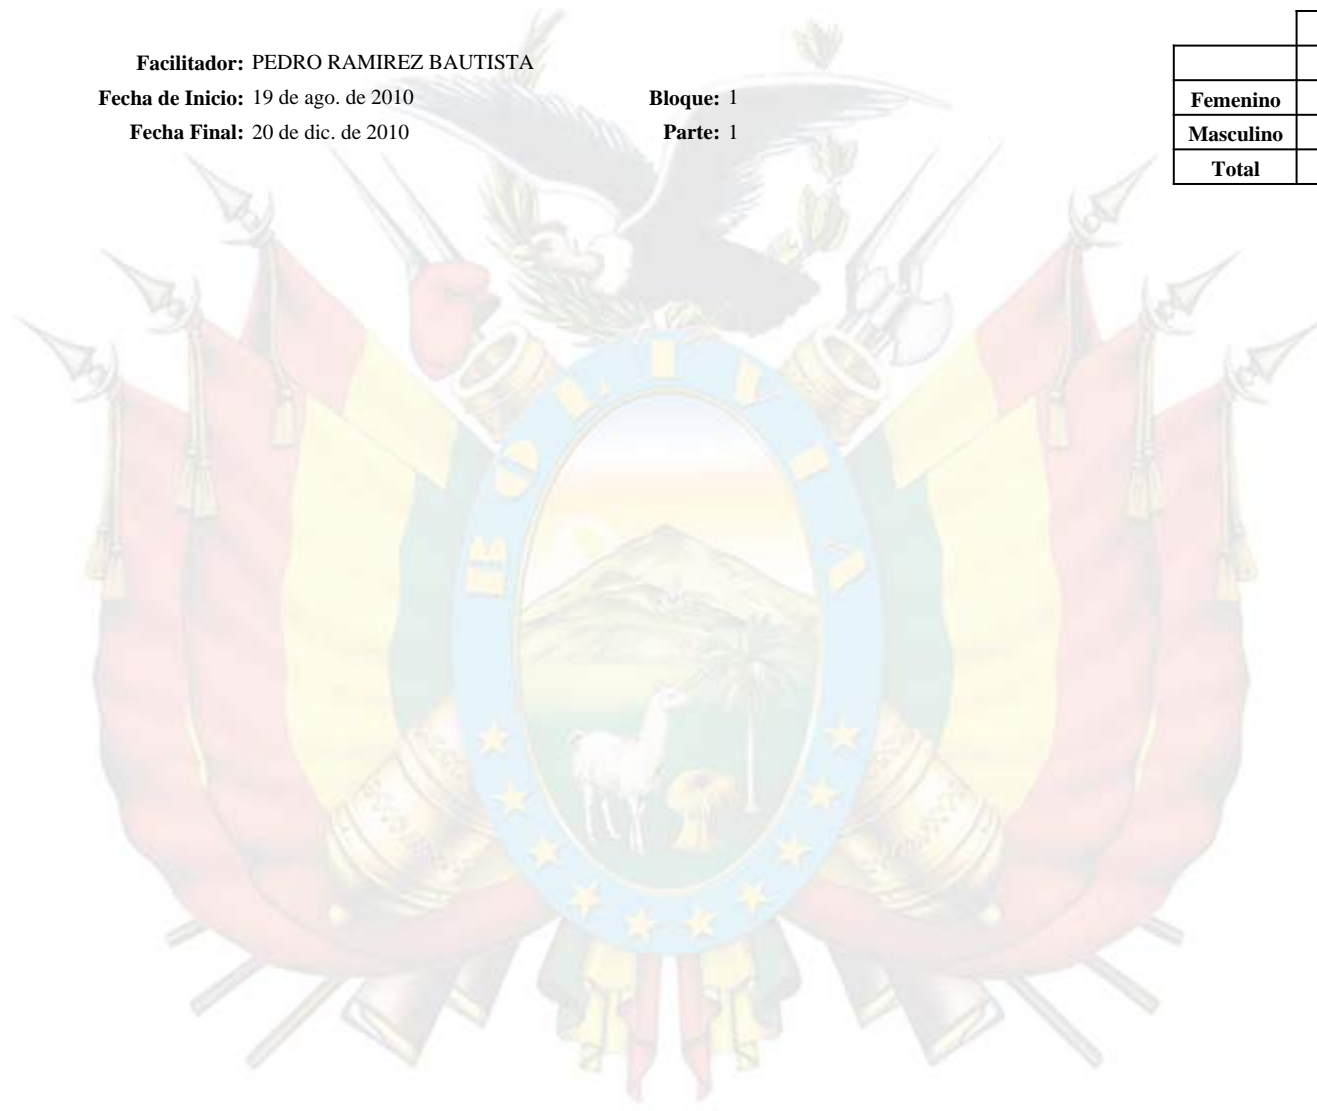 Facilitador: PEDRO RAMIREZ BAUTISTA
Fecha de Inicio: 19 de ago. de 2010 Bloque: 1
Fecha Final: 20 de dic. de 2010 Parte: 1
Femenino
Masculino
Total
BOLIVIA